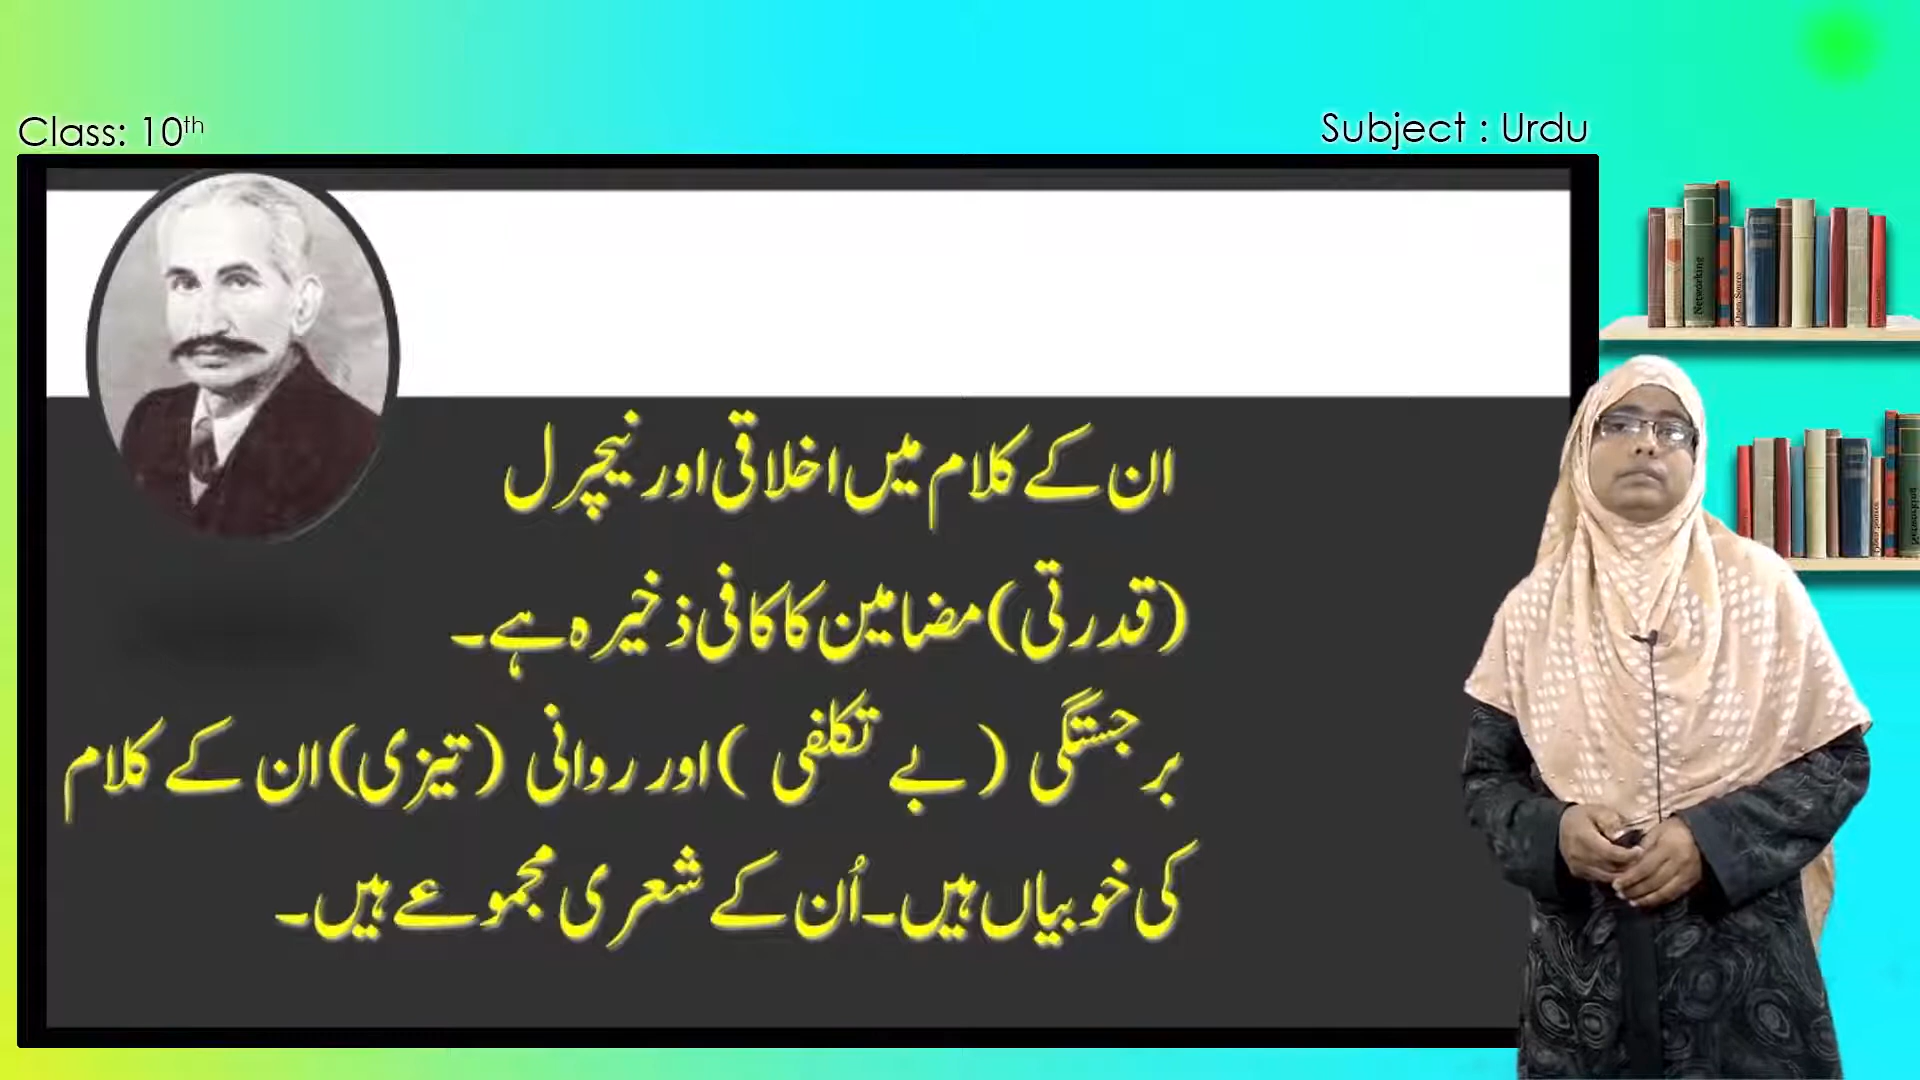 Class: 10th
Subject : Urdu
ان کے کلام میں اخلاقی اور نیچرل
(قدرتی) مضامین کا کافی ذخیرہ ہے۔
برجستگی (بے تکلفی) اور روانی (تیزی) ان کے کلام
کی خوبیاں ہیں۔ اُن کے شعری مجموعے ہیں۔
Networking